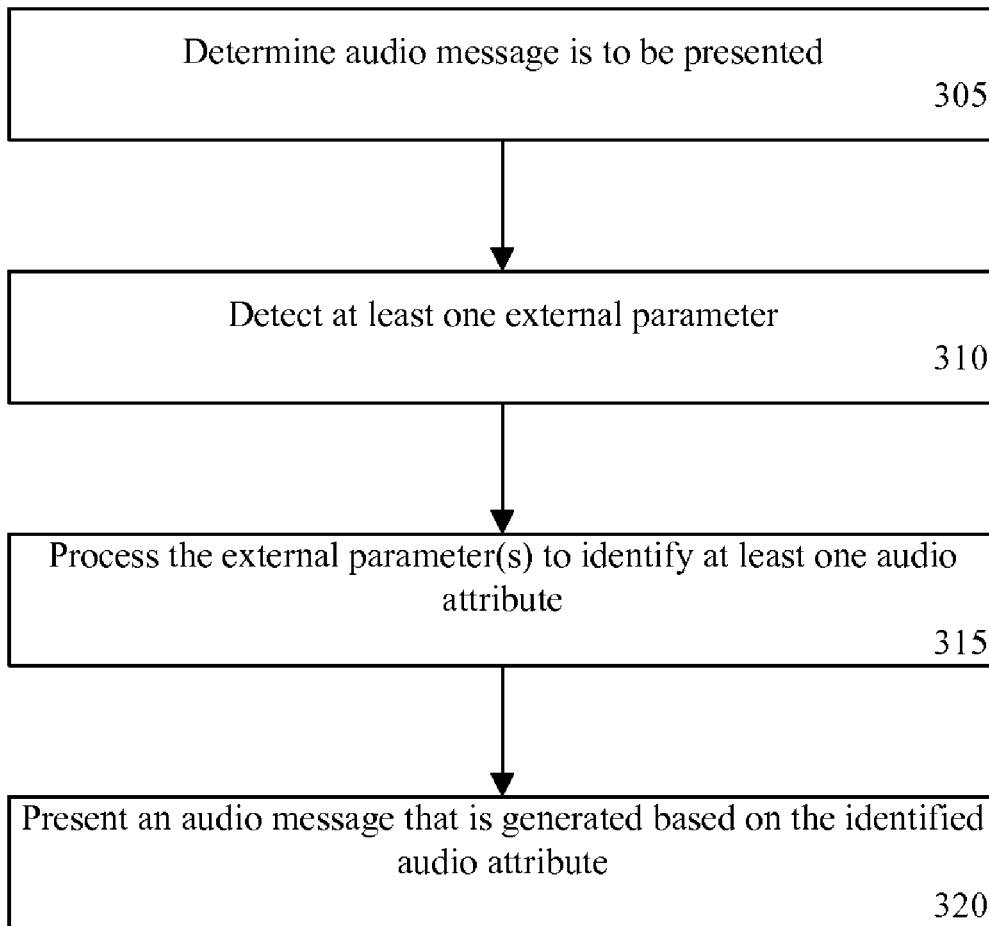 Determine audio message is to be presented
305
Detect at least one external parameter
310
Process the external parameter(s) to identify at least one audio
attribute
315
Present an audio message that is generated based on the identified
audio attribute
320